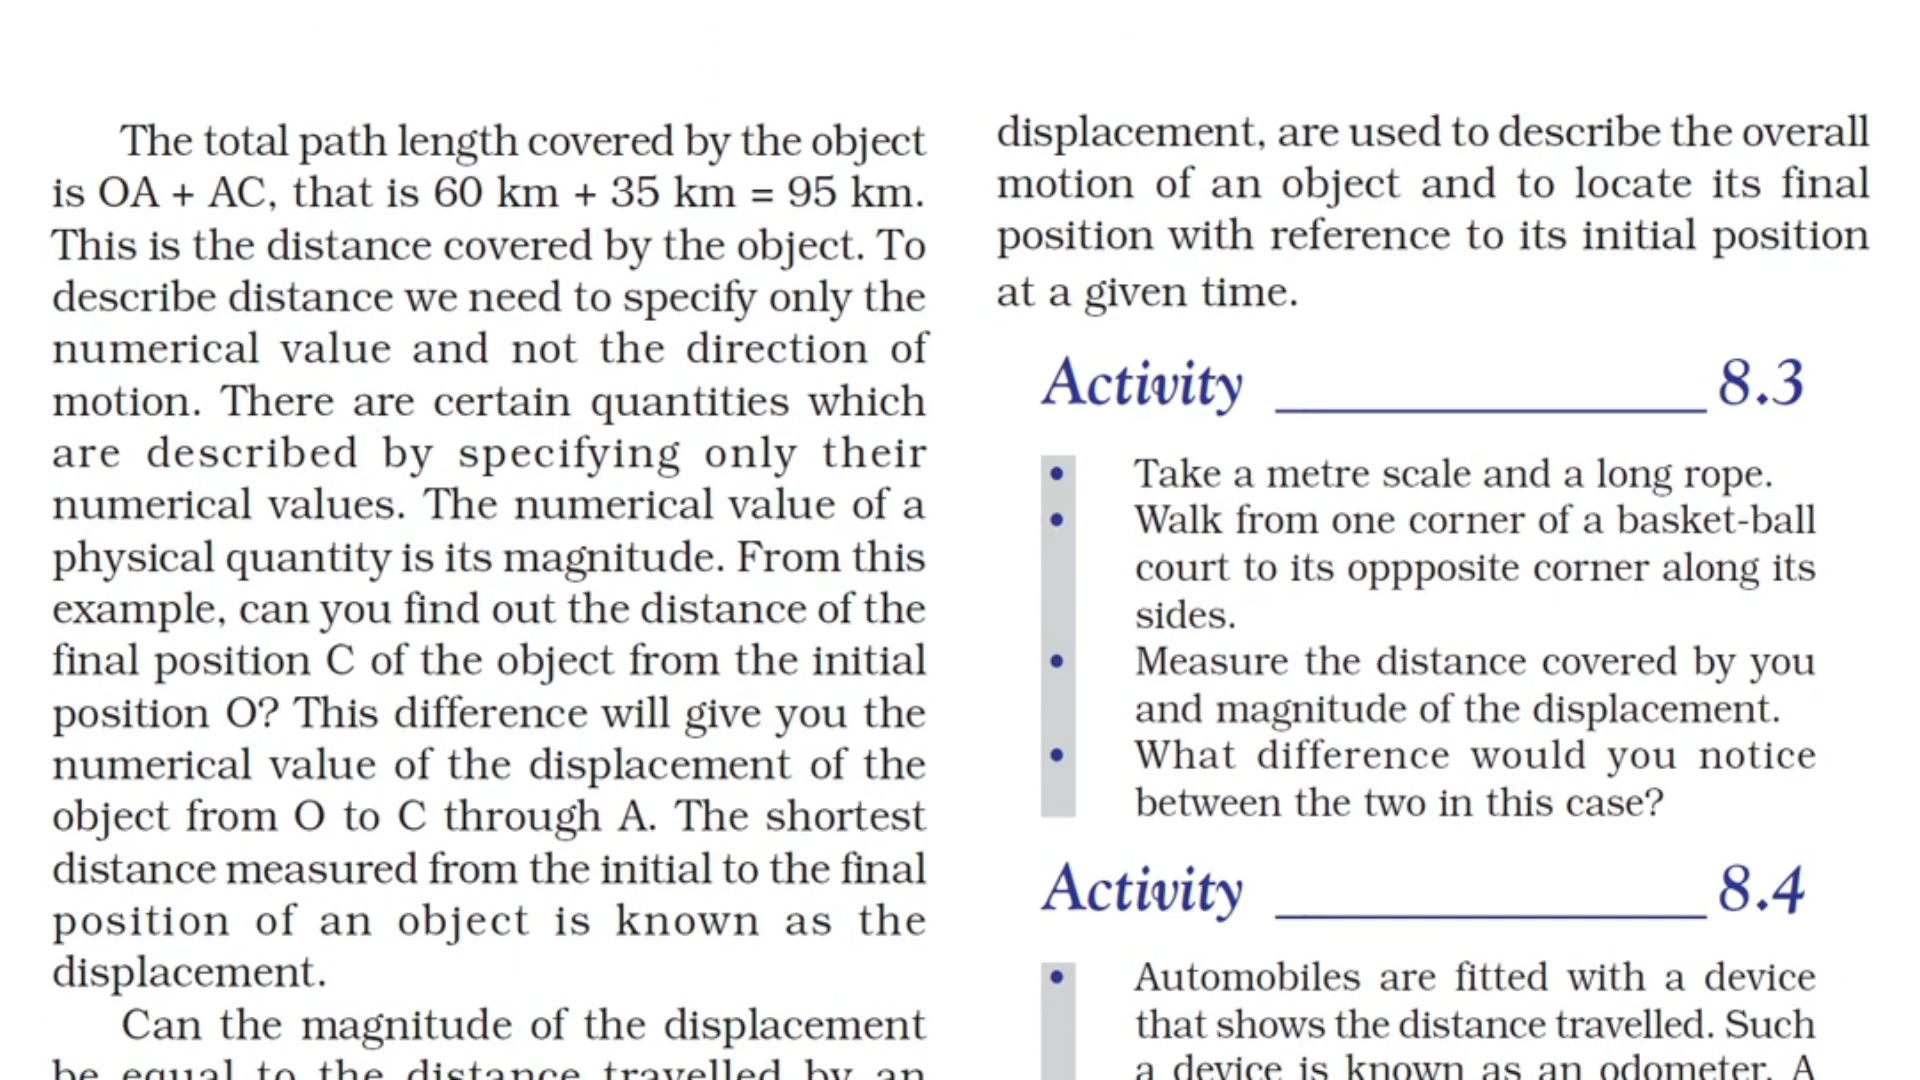 The total path length covered by the object
is OA + AC, that is 60 km + 35 km = 95 km.
This is the distance covered by the object. To
describe distance we need to specify only the
numerical value and not the direction of
motion. There are certain quantities which
are described by specifying only their
numerical values. The numerical value of a
physical quantity is its magnitude. From this
example, can you find out the distance of the
final position C of the object from the initial
position O? This difference will give you the
numerical value of the displacement of the
object from O to C through A. The shortest
distance measured from the initial to the final
position of an object is known as the
displacement.
Can the magnitude of the displacement
be equal to the distance travelled by an
displacement, are used to describe the overall
motion of an object and to locate its final
position with reference to its initial position
at a given time.
Activity 8.3
• Take a metre scale and a long rope.
• Walk from one corner of a basket-ball
court to its oppposite corner along its
sides.
• Measure the distance covered by you
and magnitude of the displacement.
• What difference would you notice
between the two in this case?
Activity 8.4
• Automobiles are fitted with a device
that shows the distance travelled. Such
a device is known as an odometer. A